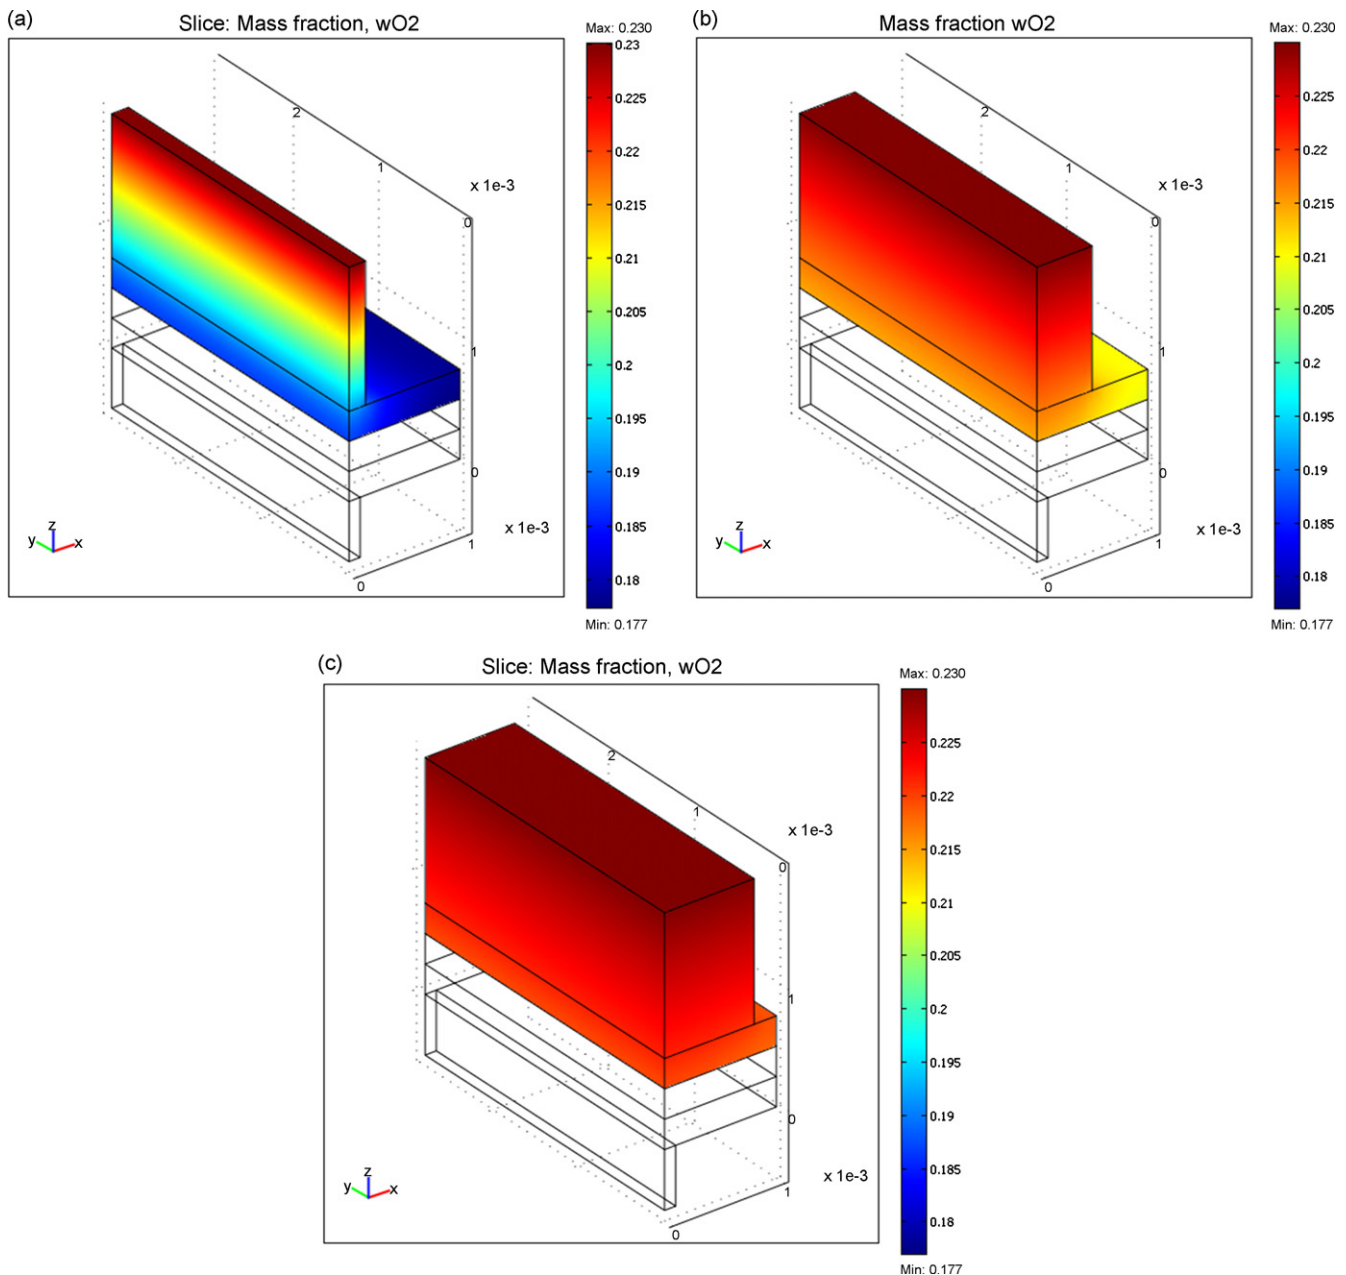 (a)
Slice: Mass fraction, wO2
Max: 0.230
0.23
0.225
0.22
0.215
0.21
0.205
0.2
0.195
0.19
0.185
0.18
Min: 0.177
2
1
x 1e-3
0
1
0
x 1e-3
1
0
z
y
x
(b)
Mass fraction wO2
Max: 0.230
0.225
0.22
0.215
0.21
0.205
0.2
0.195
0.19
0.185
0.18
Min: 0.177
2
1
x 1e-3
0
1
0
x 1e-3
1
0
z
y
x
(c)
Slice: Mass fraction, wO2
Max: 0.230
0.225
0.22
0.215
0.21
0.205
0.2
0.195
0.19
0.185
0.18
Min: 0.177
2
1
x 1e-3
0
1
0
x 1e-3
1
0
z
y
x